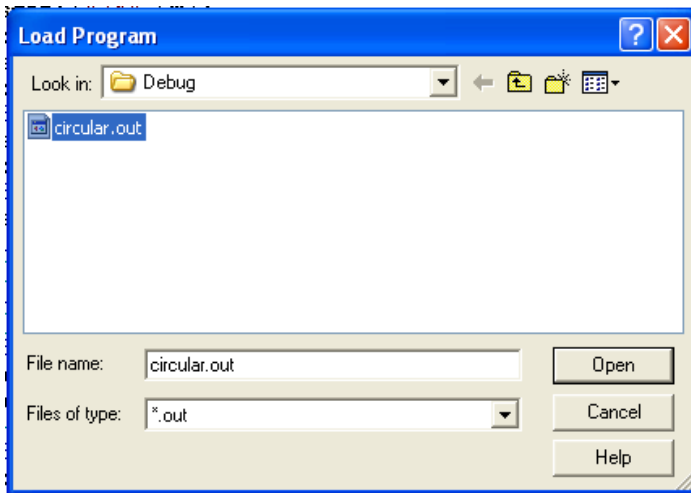 Load Program
Look in: Debug
circular.out
File name: circular.out Open
Files of type: *.out Cancel
Help